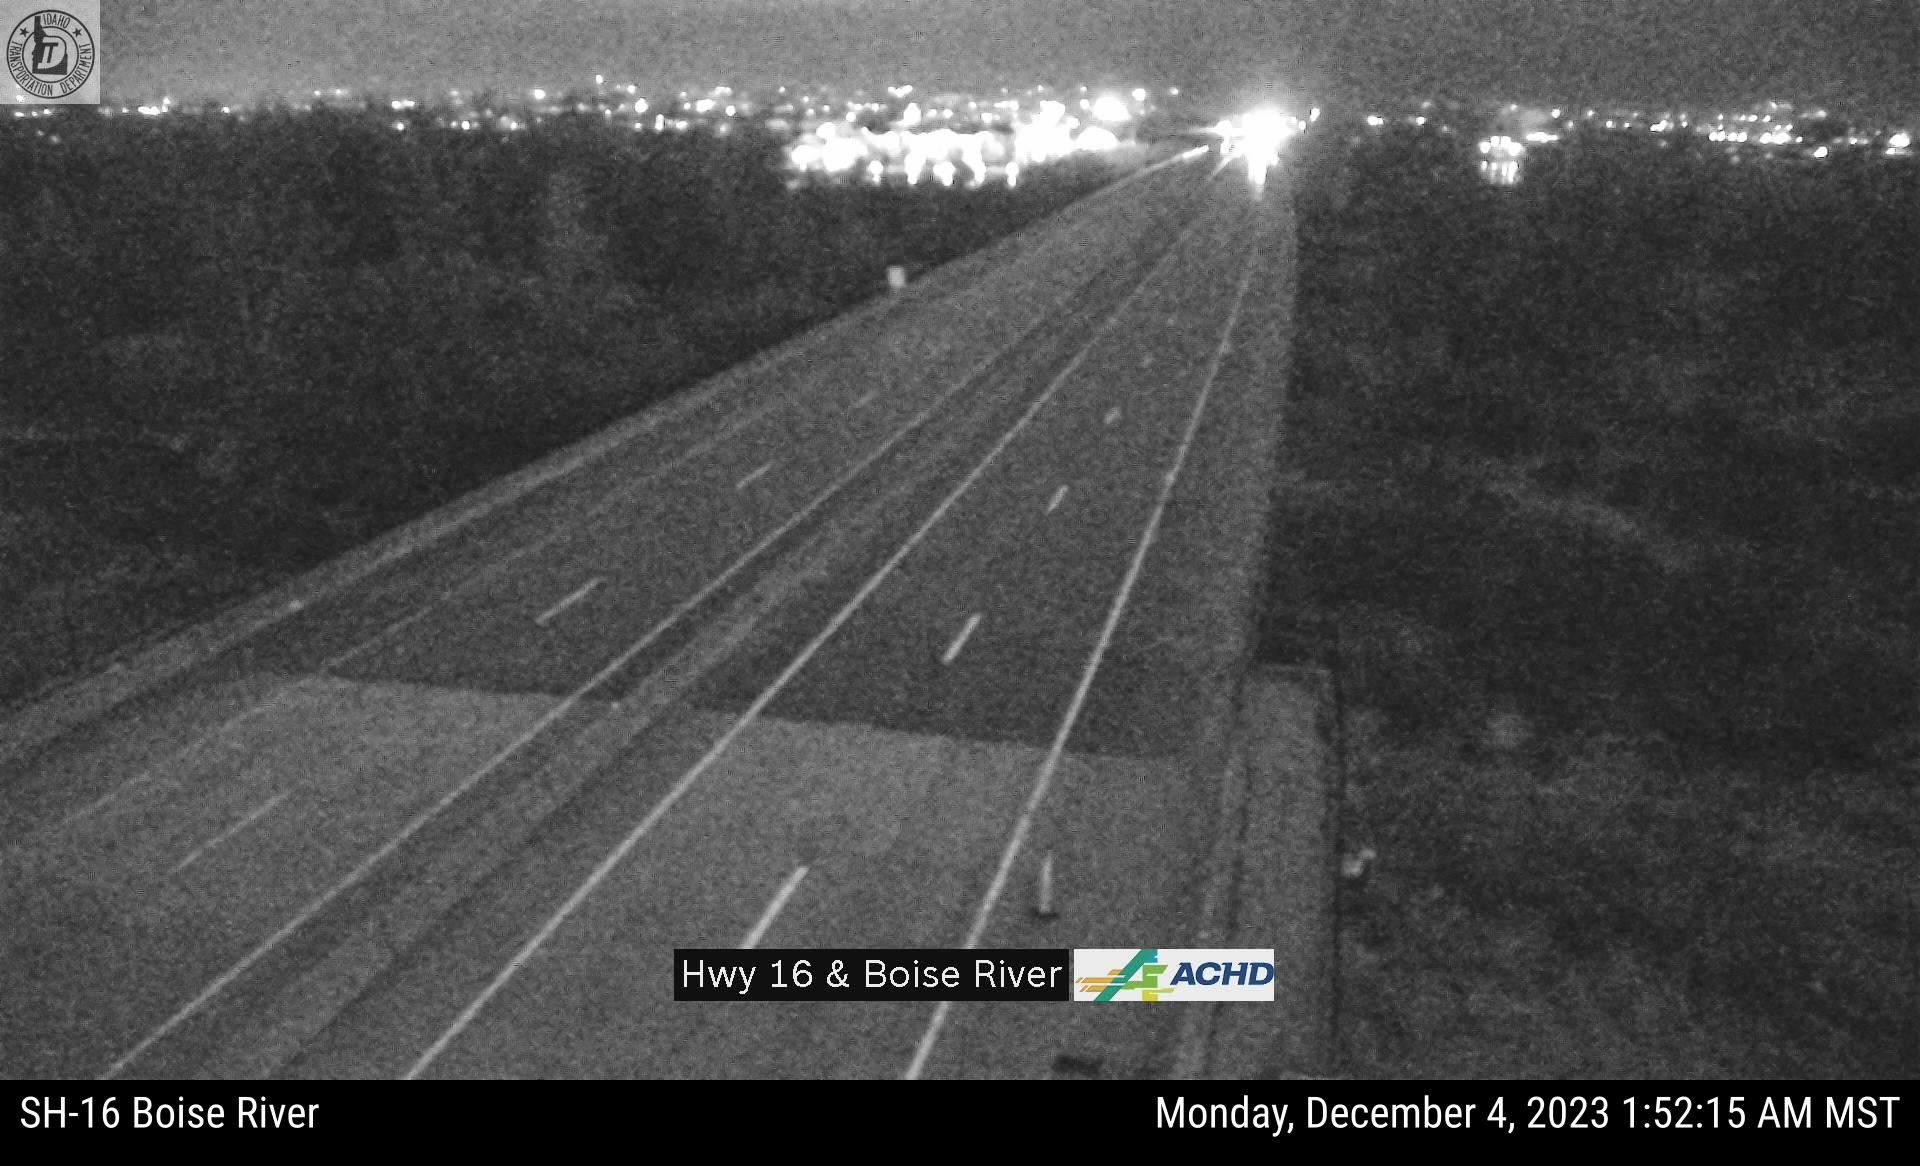 IDAHO
TRANSPORTATION DEPARTMENT
T
Hwy 16 & Boise River
ACHD
SH-16 Boise River
Monday, December 4, 2023 1:52:15 AM MST